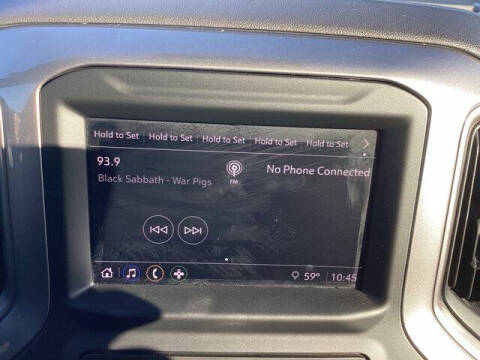 Hold to Set Hold to Set Hold to Set Hold to Set Hold to Set
93.9
Black Sabbath - War Pigs
FM
No Phone Connected
59° 10:45